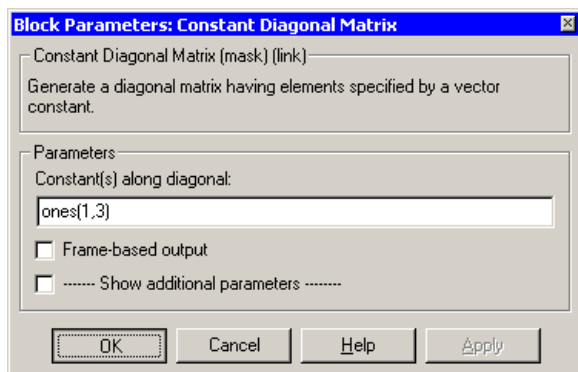 Block Parameters: Constant Diagonal Matrix
Constant Diagonal Matrix (mask) (link)
Generate a diagonal matrix having elements specified by a vector
constant.
Parameters
Constant(s) along diagonal:
ones(1,3)
Frame-based output
------- Show additional parameters --------
OK Cancel Help Apply